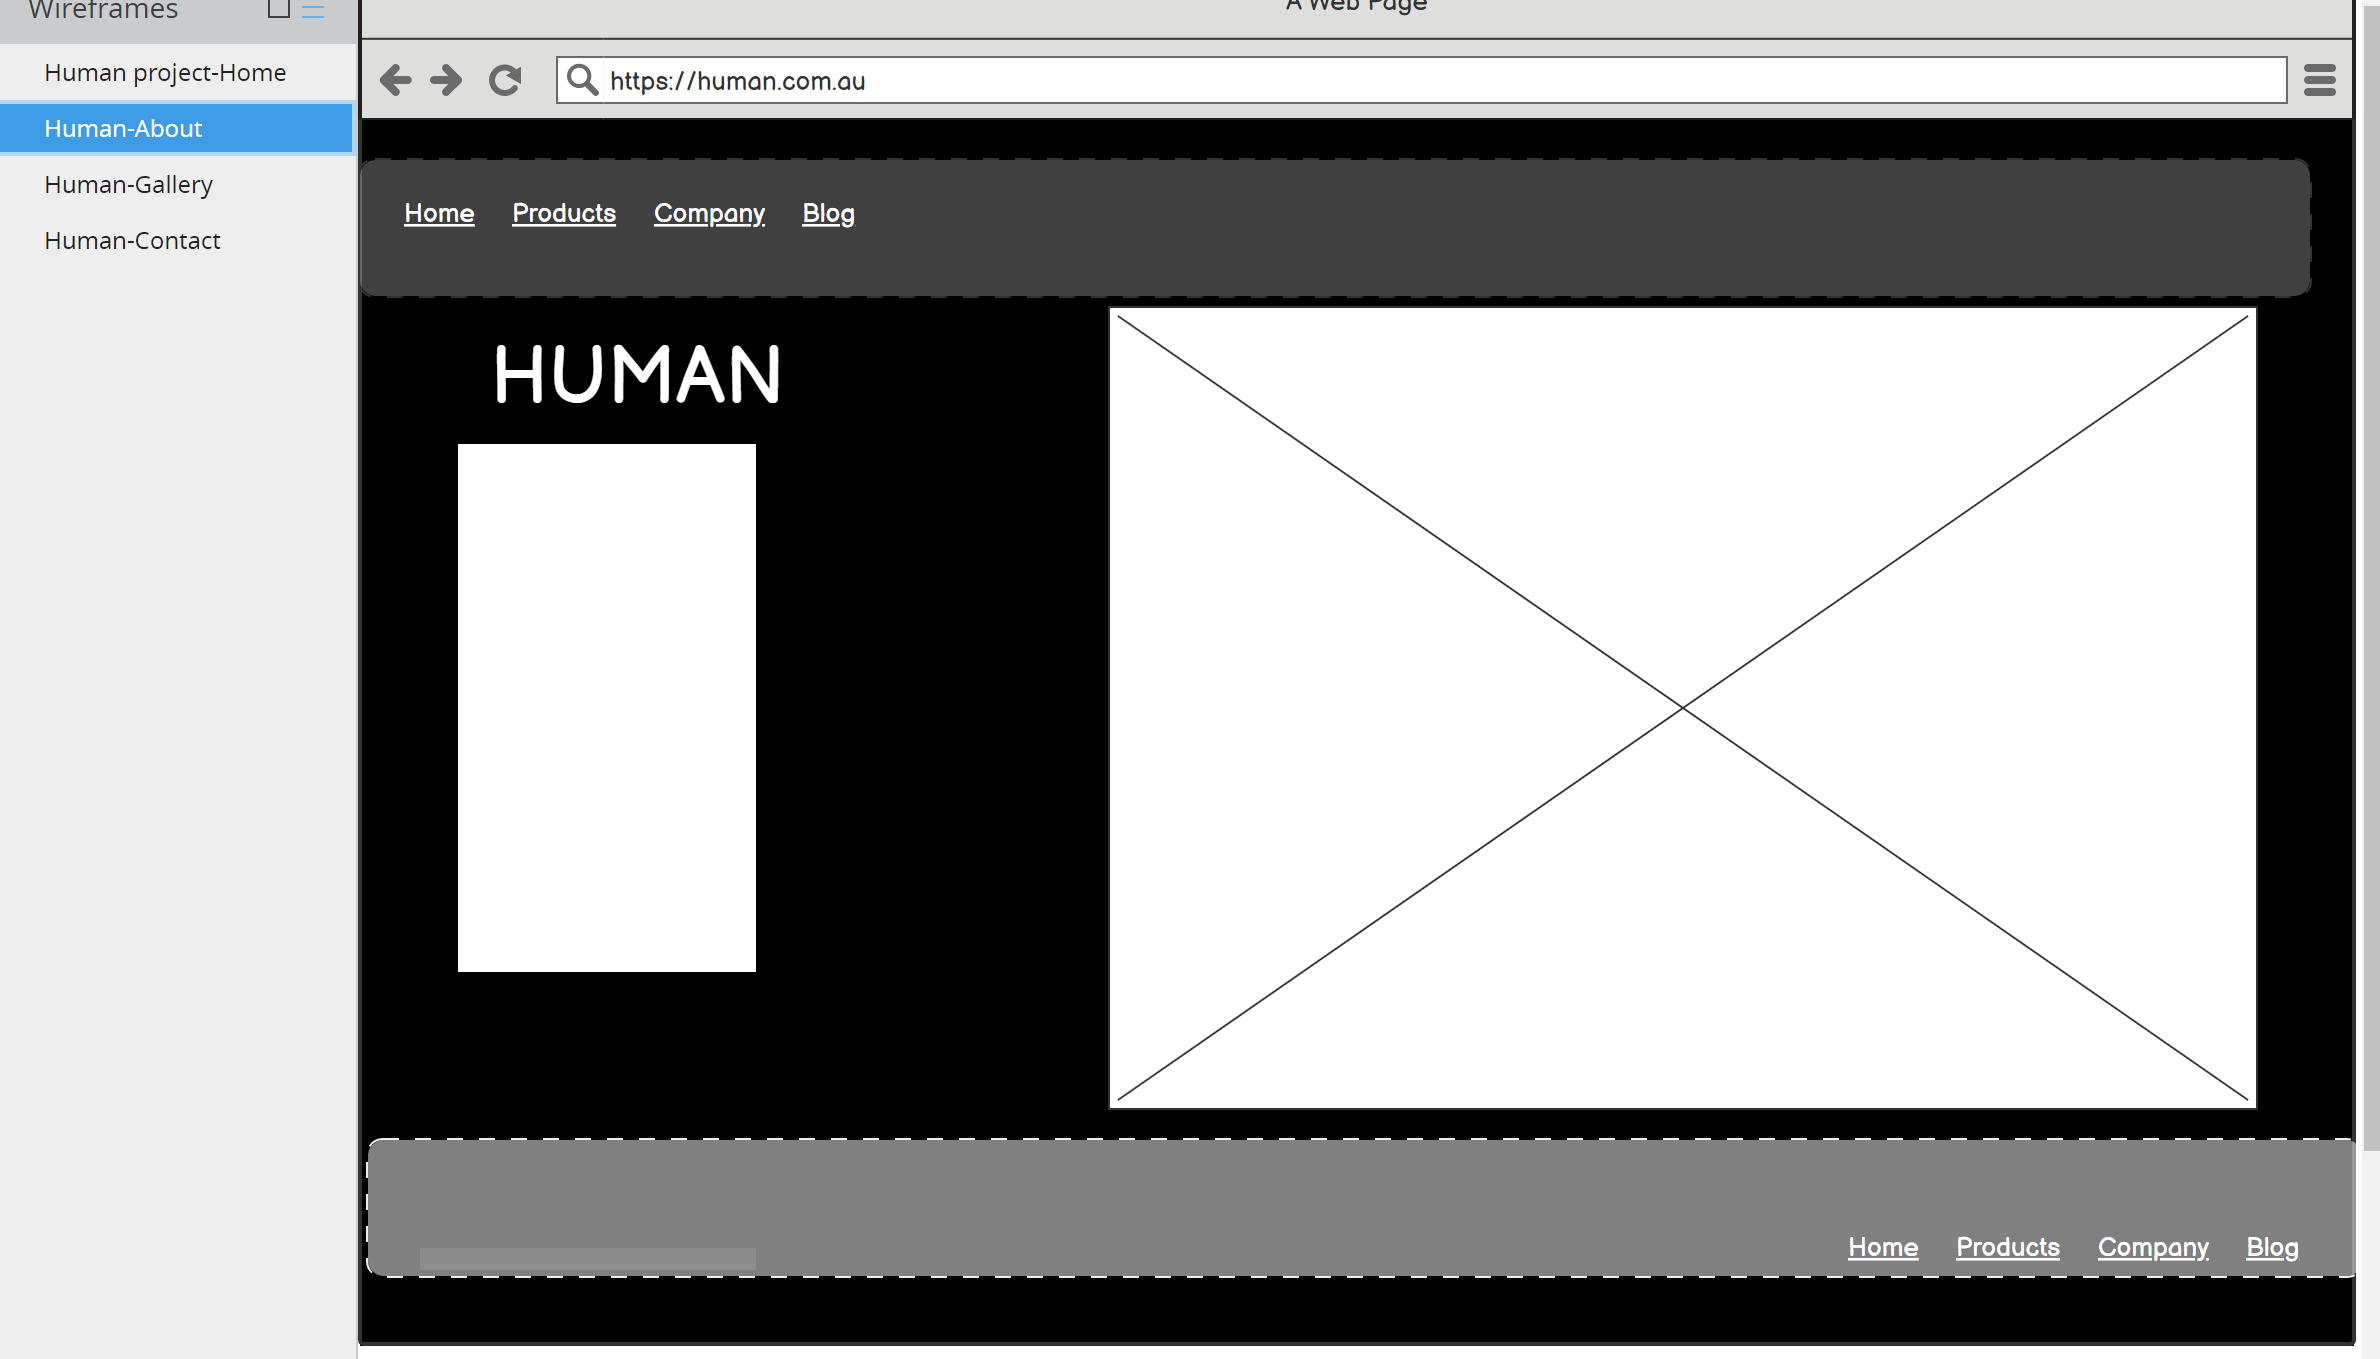 Wireframes
A Web Page
Human project-Home
Human-About
Human-Gallery
Human-Contact
https://human.com.au
Home Products Company Blog
HUMAN
Home Products Company Blog